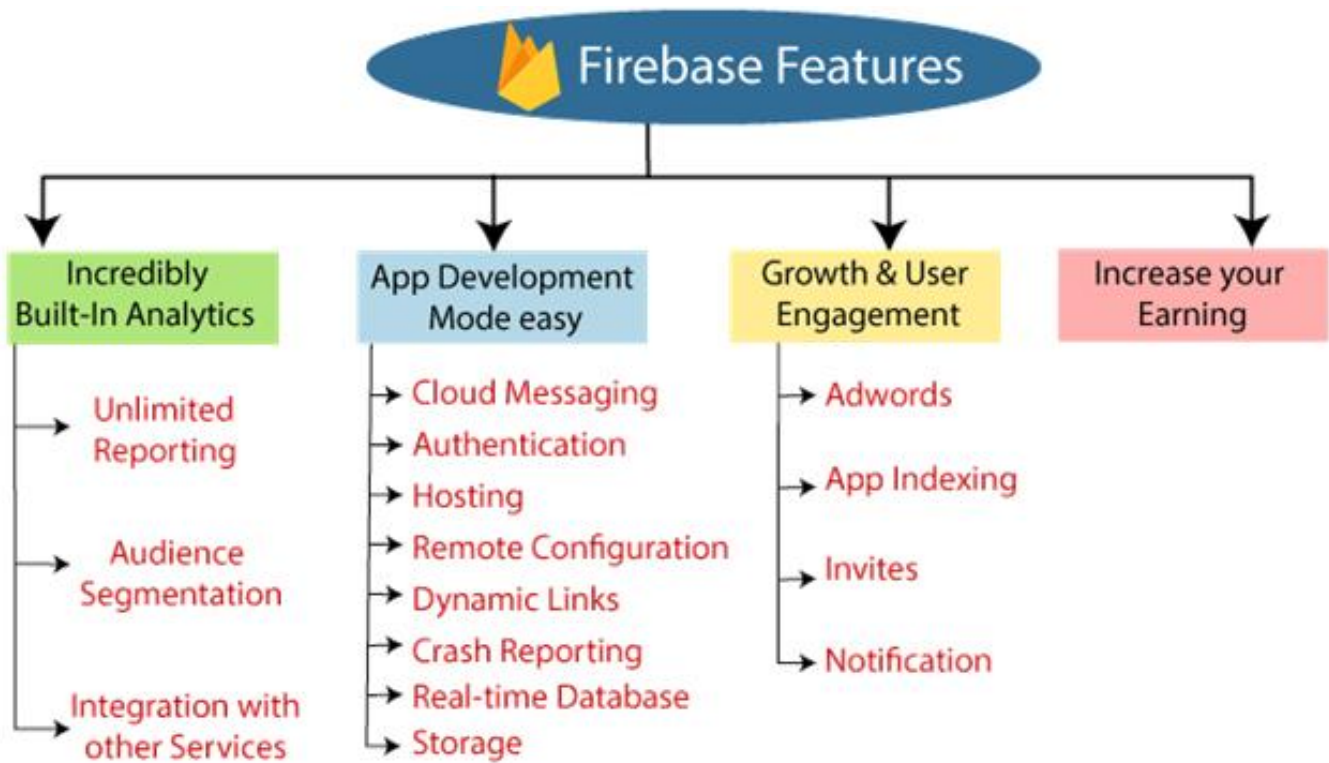 Firebase Features
Incredibly
Built-In Analytics
Unlimited
Reporting
Audience
Segmentation
Integration with
other Services
App Development
Mode easy
Cloud Messaging
Authentication
Hosting
Remote Configuration
Dynamic Links
Crash Reporting
Real-time Database
Storage
Growth & User
Engagement
Adwords
App Indexing
Invites
Notification
Increase your
Earning